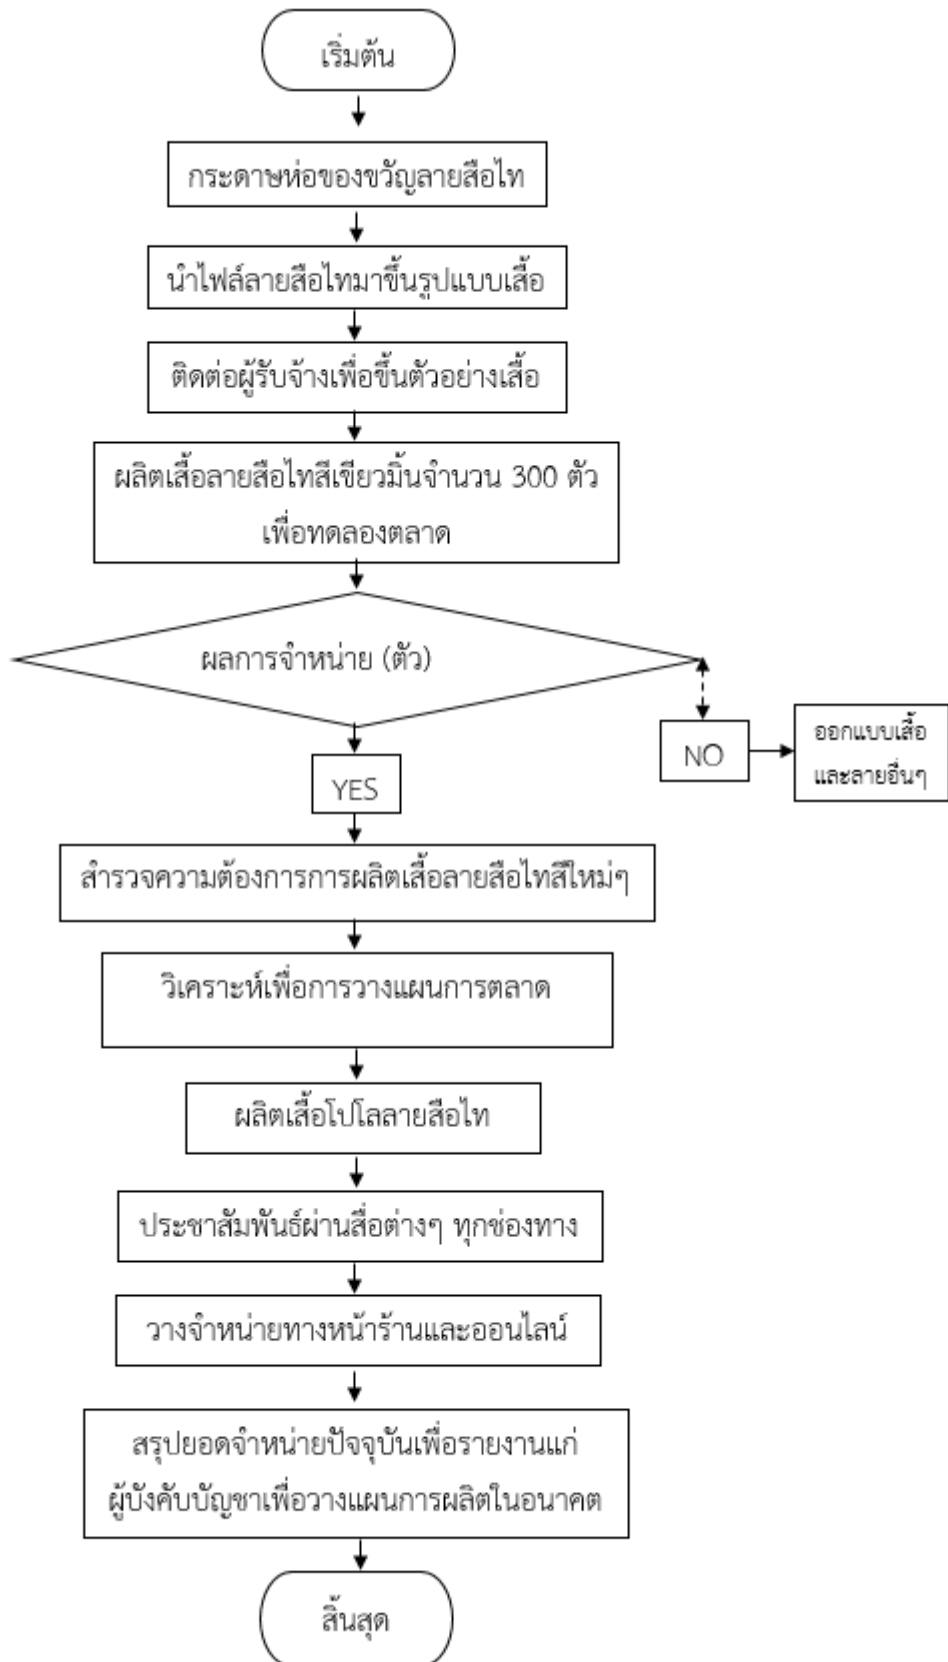 เริ่มต้น
กระดาษห่อของขวัญลายสือไท
นำไฟล์ลายสือไทมาขึ้นรูปแบบเสื้อ
ติดต่อผู้รับจ้างเพื่อขึ้นตัวอย่างเสื้อ
ผลิตเสื้อลายสือไทสีเขียวมิ้นจำนวน 300 ตัว
เพื่อทดลองตลาด
ผลการจำหน่าย (ตัว)
NO
ออกแบบเสื้อ
และลายอื่นๆ
YES
สำรวจความต้องการการผลิตเสื้อลายสือไทสีใหม่ๆ
วิเคราะห์เพื่อการวางแผนการตลาด
ผลิตเสื้อโปโลลายสือไท
ประชาสัมพันธ์ผ่านสื่อต่างๆ ทุกช่องทาง
วางจำหน่ายทางหน้าร้านและออนไลน์
สรุปยอดจำหน่ายปัจจุบันเพื่อรายงานแก่
ผู้บังคับบัญชาเพื่อวางแผนการผลิตในอนาคต
สิ้นสุด